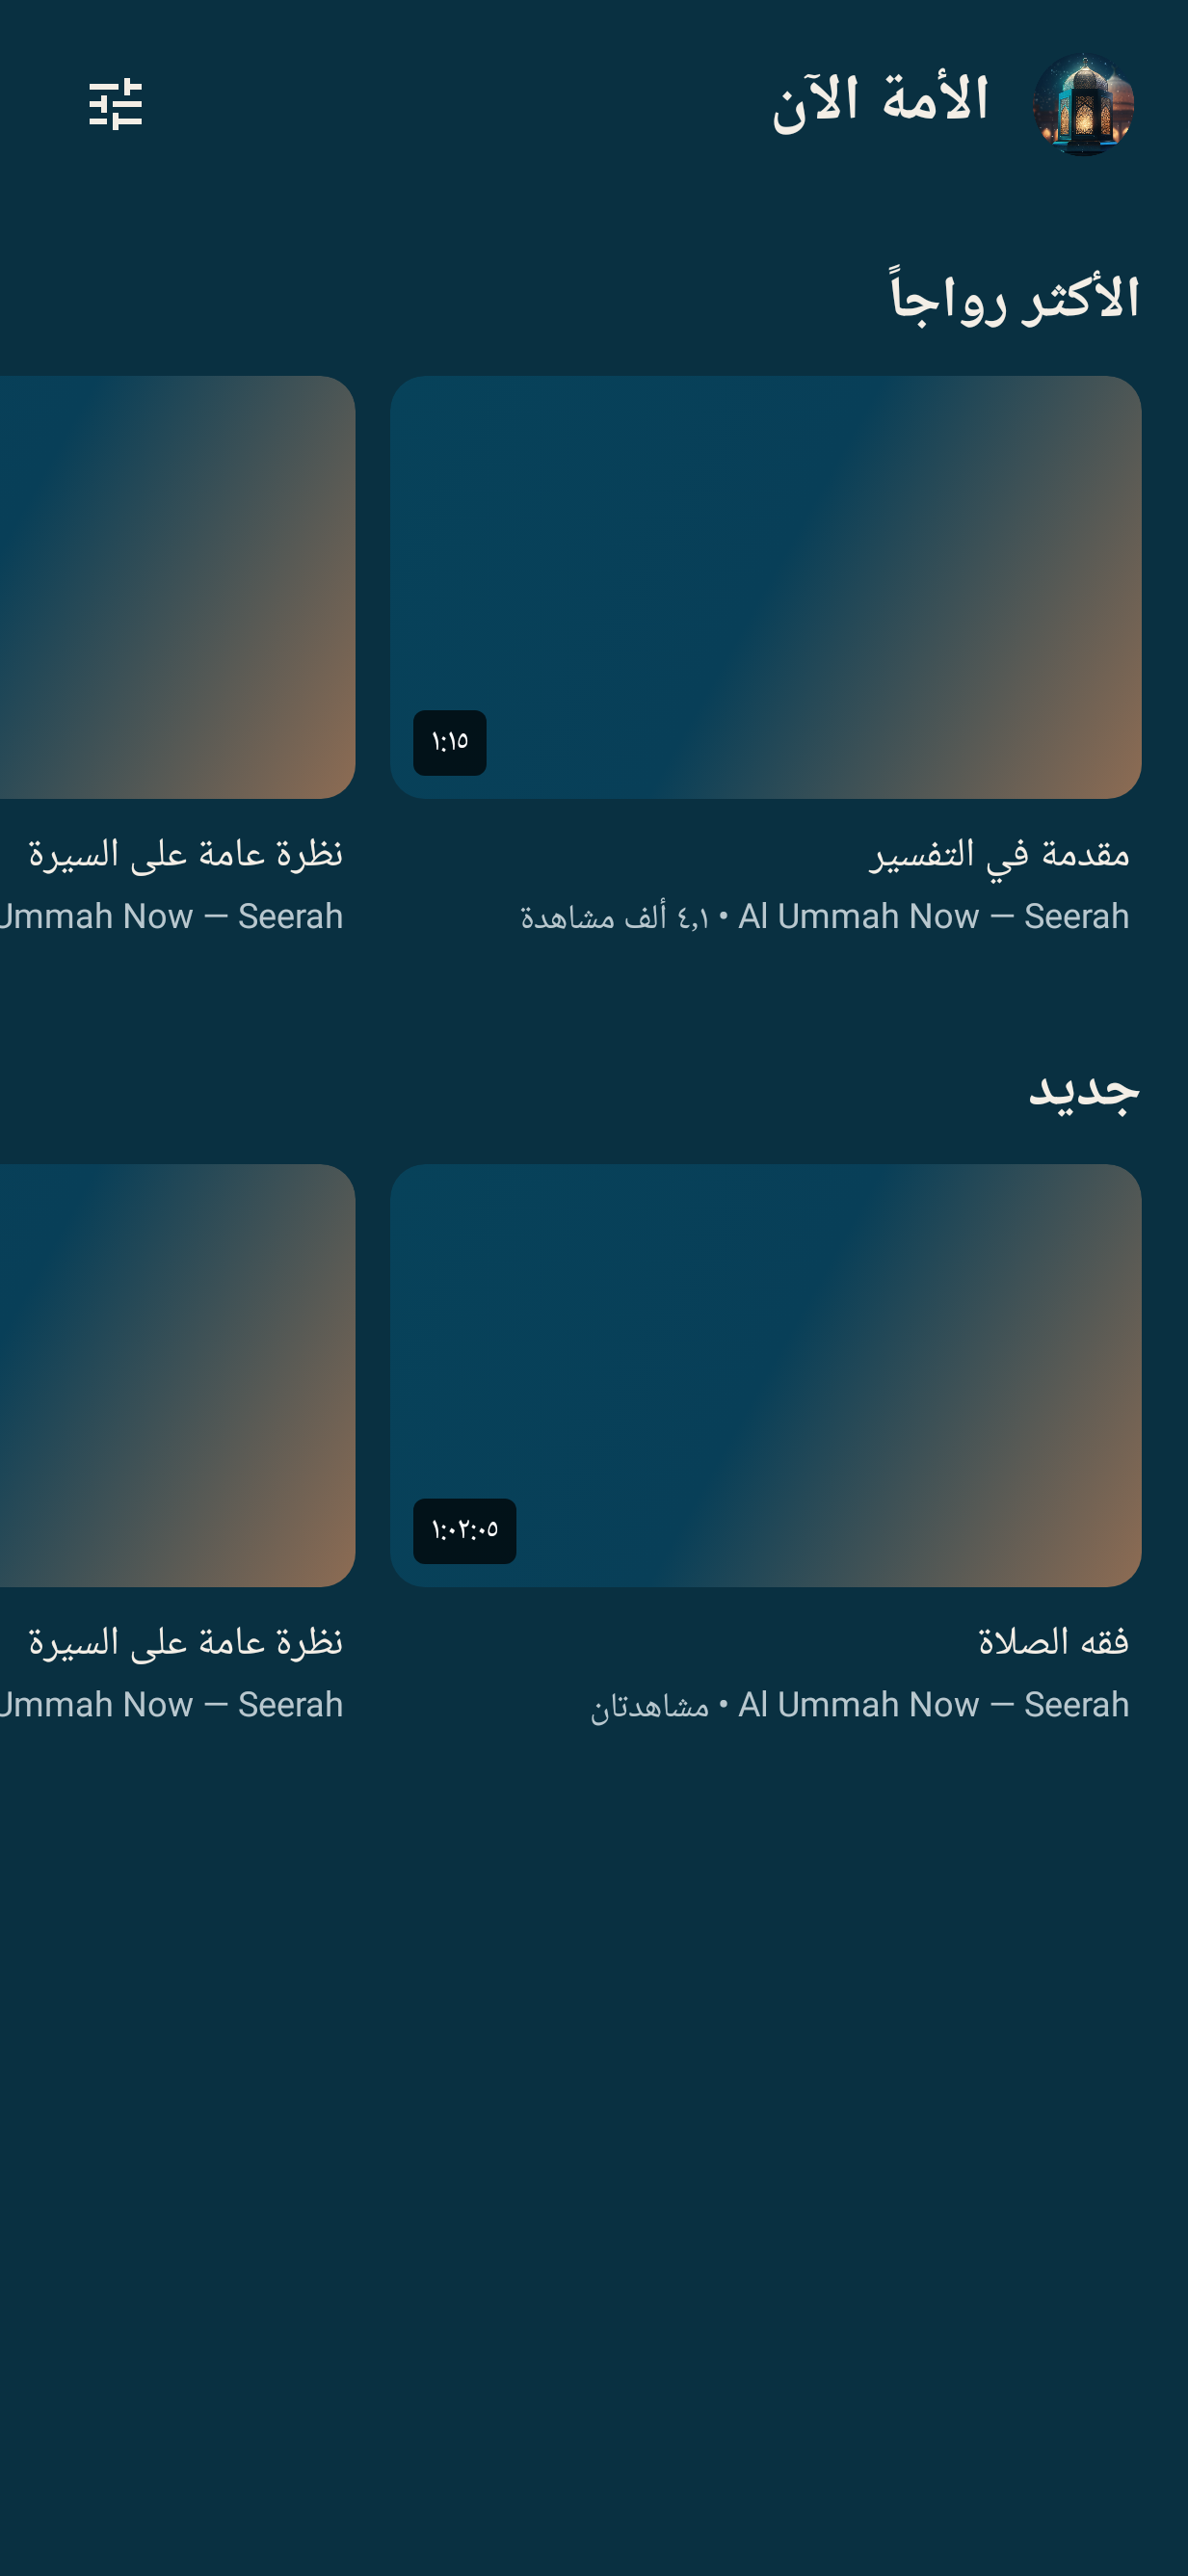 الأمة الآن
الأكثر رواجاً
١:١٥
مقدمة في التفسير
Al Ummah Now — Seerah • ٤,١ ألف مشاهدة
نظرة عامة على السيرة
Ummah Now — Seerah
جديد
١:٠٢:٠٥
فقه الصلاة
Al Ummah Now — Seerah • مشاهدتان
نظرة عامة على السيرة
Ummah Now — Seerah